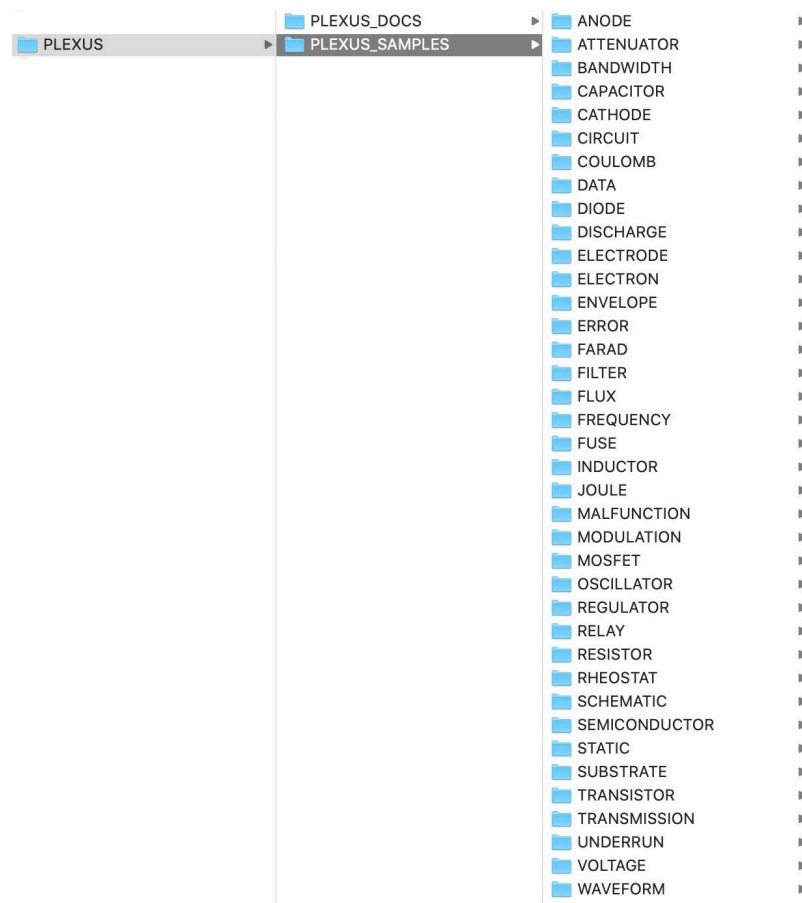 PLEXUS
PLEXUS_DOCS
PLEXUS_SAMPLES
ANODE
ATTENUATOR
BANDWIDTH
CAPACITOR
CATHODE
CIRCUIT
COULOMB
DATA
DIODE
DISCHARGE
ELECTRODE
ELECTRON
ENVELOPE
ERROR
FARAD
FILTER
FLUX
FREQUENCY
FUSE
INDUCTOR
JOULE
MALFUNCTION
MODULATION
MOSFET
OSCILLATOR
REGULATOR
RELAY
RESISTOR
RHEOSTAT
SCHEMATIC
SEMICONDUCTOR
STATIC
SUBSTRATE
TRANSISTOR
TRANSMISSION
UNDERRUN
VOLTAGE
WAVEFORM